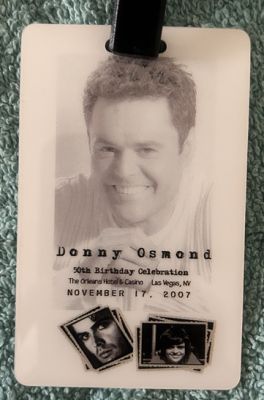 Donny Osmond
50th Birthday Celebration
The Orleans Hotel & Casino Las Vegas, NV
NOVEMBER 17, 2007